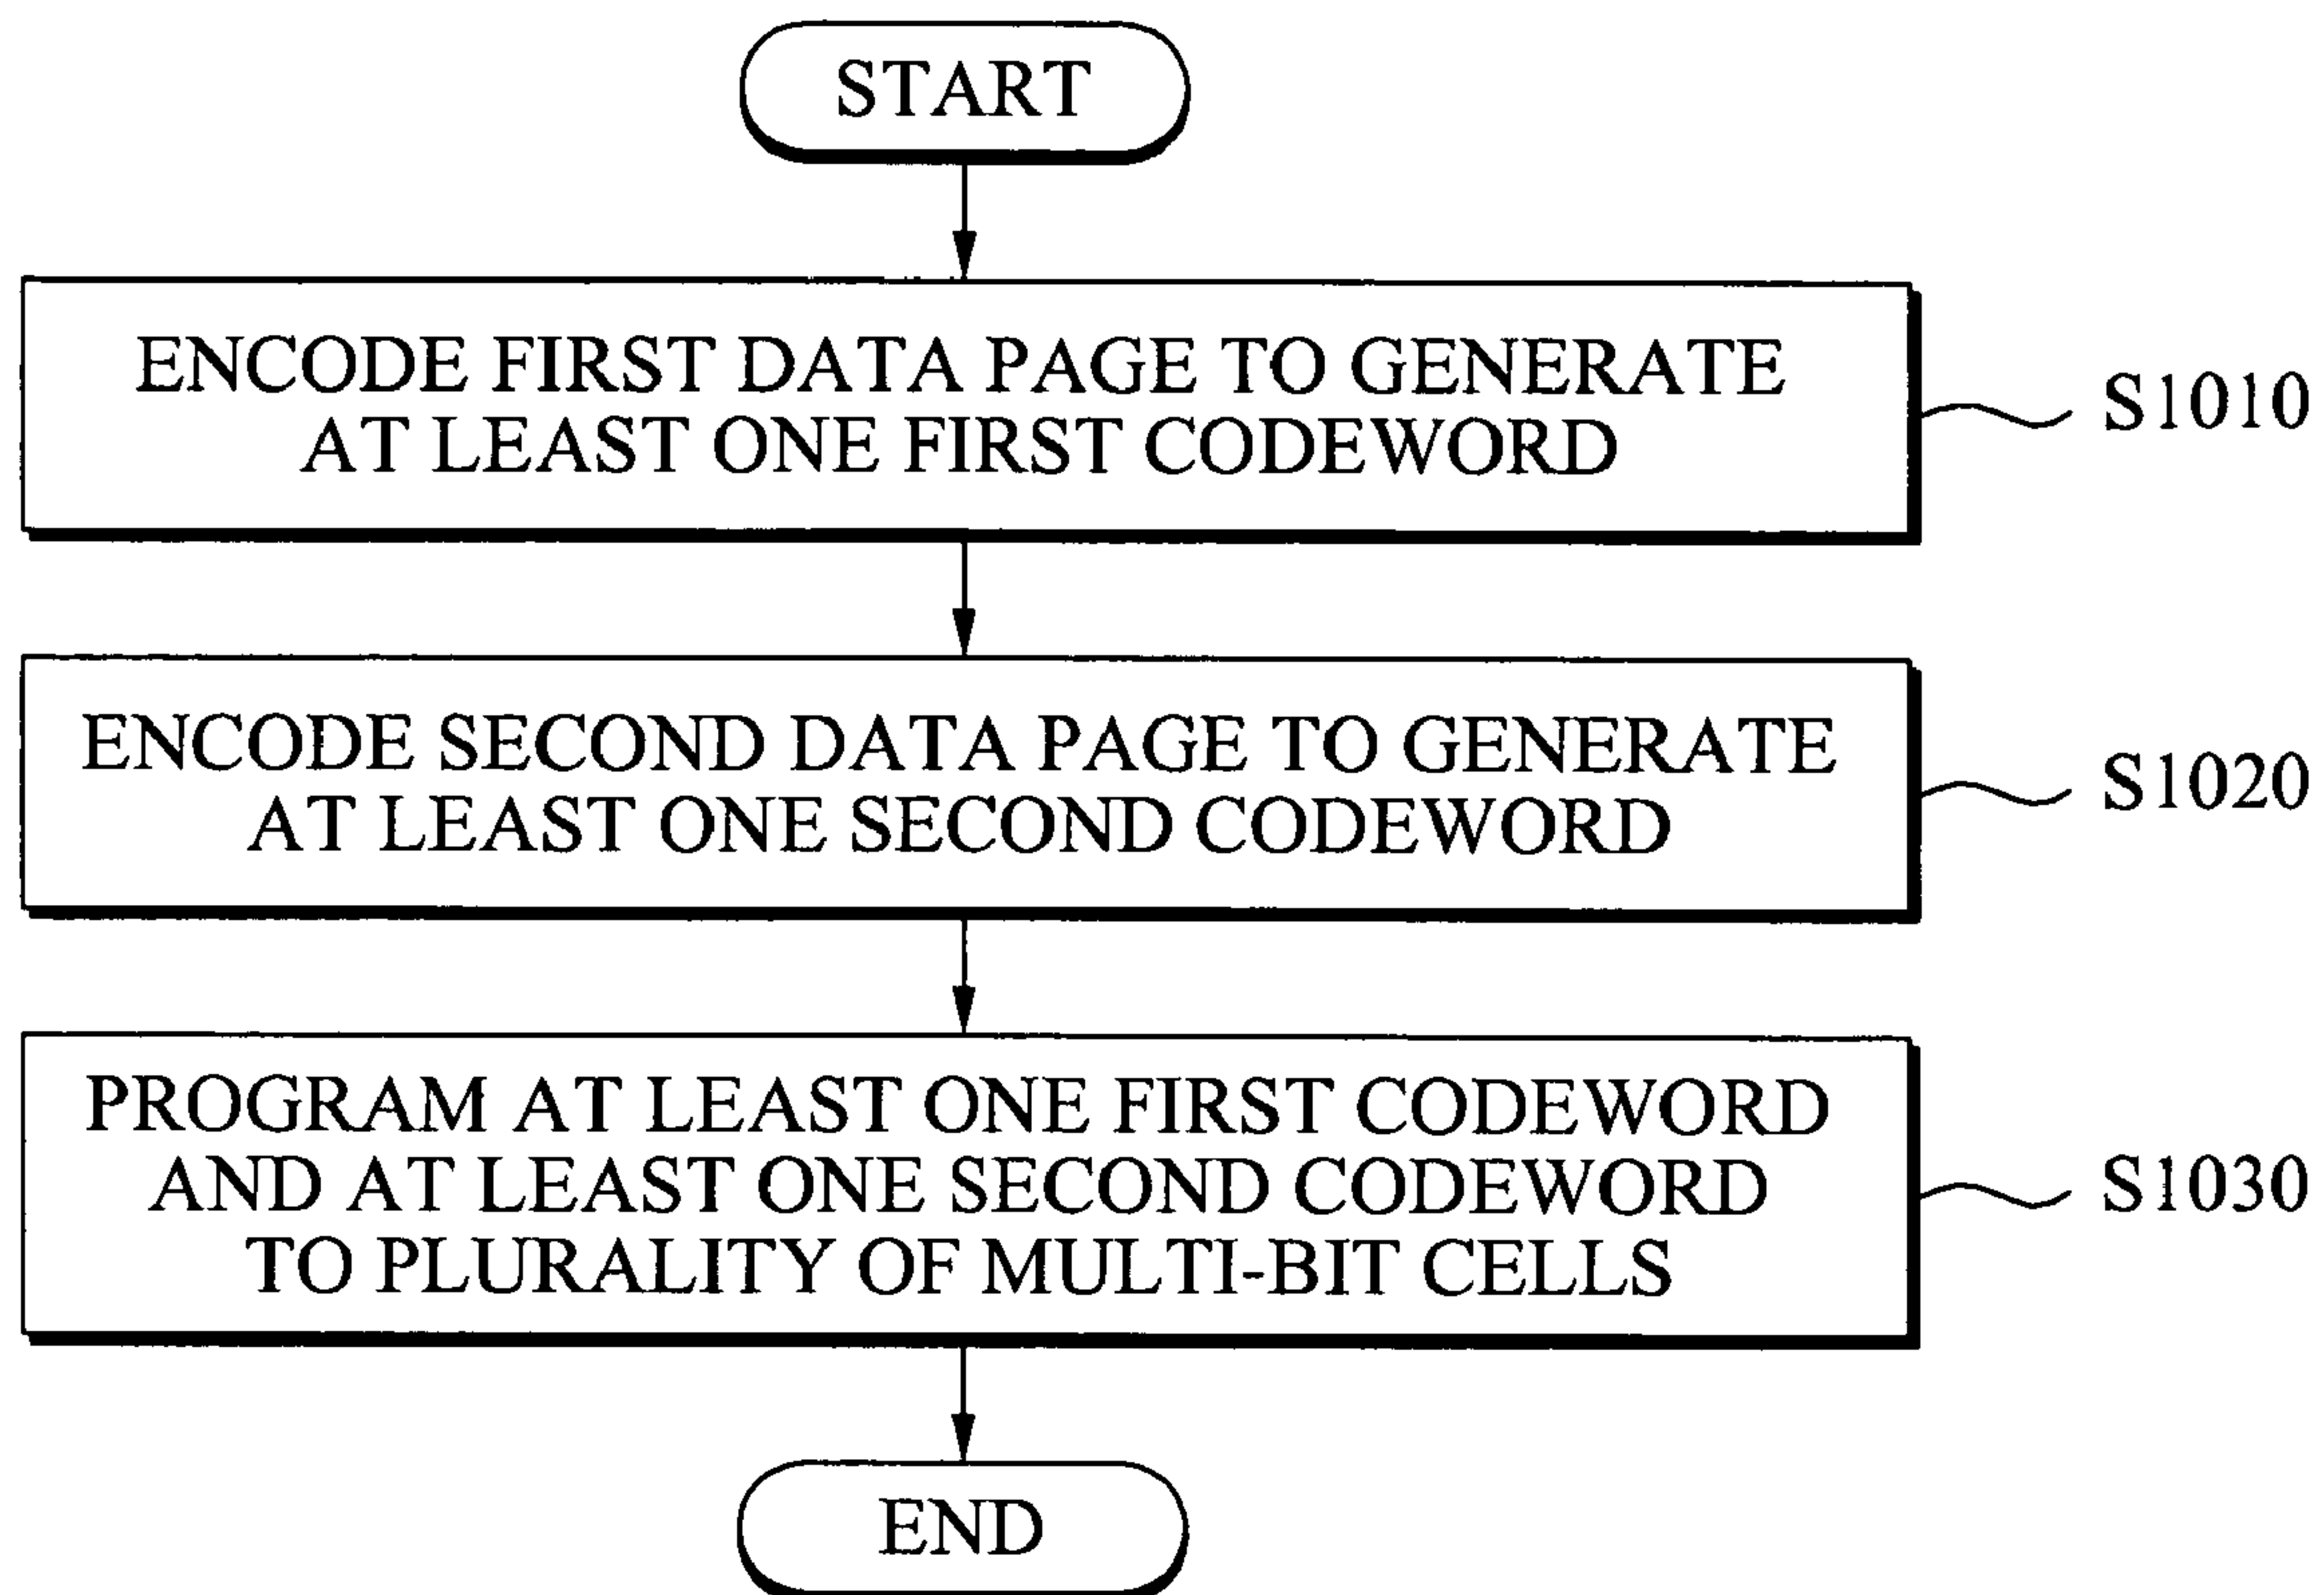 START
ENCODE FIRST DATA PAGE TO GENERATE
AT LEAST ONE FIRST CODEWORD
S1010
ENCODE SECOND DATA PAGE TO GENERATE
AT LEAST ONE SECOND CODEWORD
S1020
PROGRAM AT LEAST ONE FIRST CODEWORD
AND AT LEAST ONE SECOND CODEWORD
TO PLURALITY OF MULTI-BIT CELLS
S1030
END